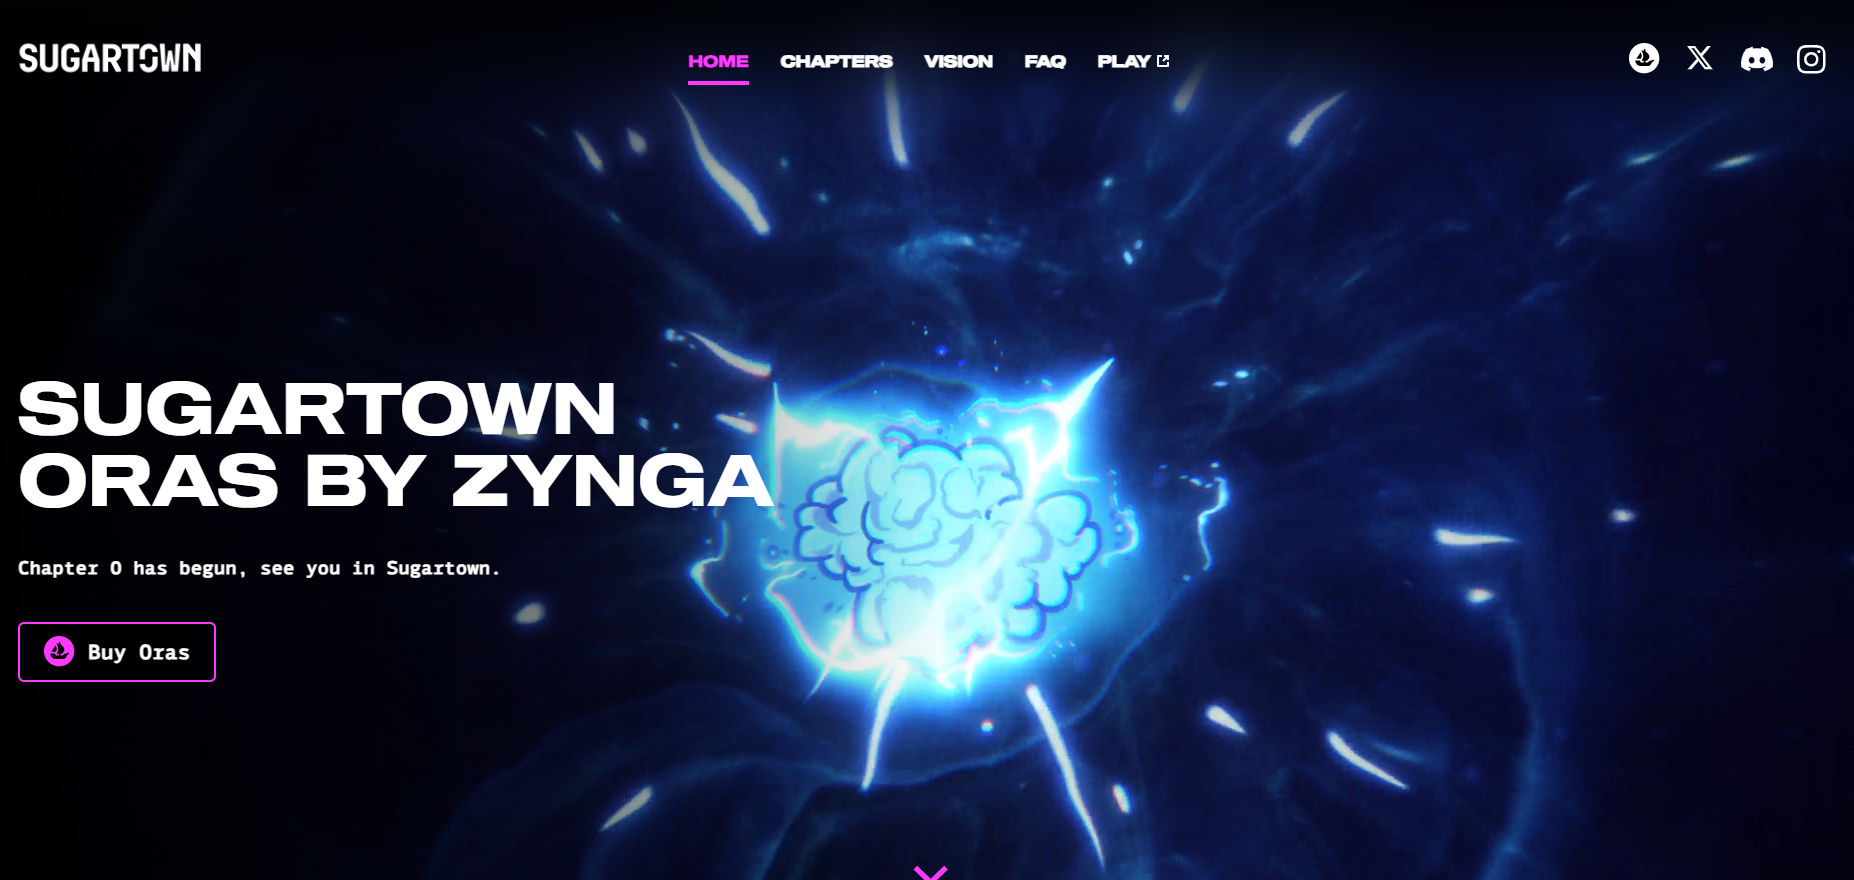 SUGARTOWN
HOME CHAPTERS VISION FAQ PLAY
SUGARTOWN
ORAS BY ZYNGA
Chapter 0 has begun, see you in Sugartown.
Buy Oras